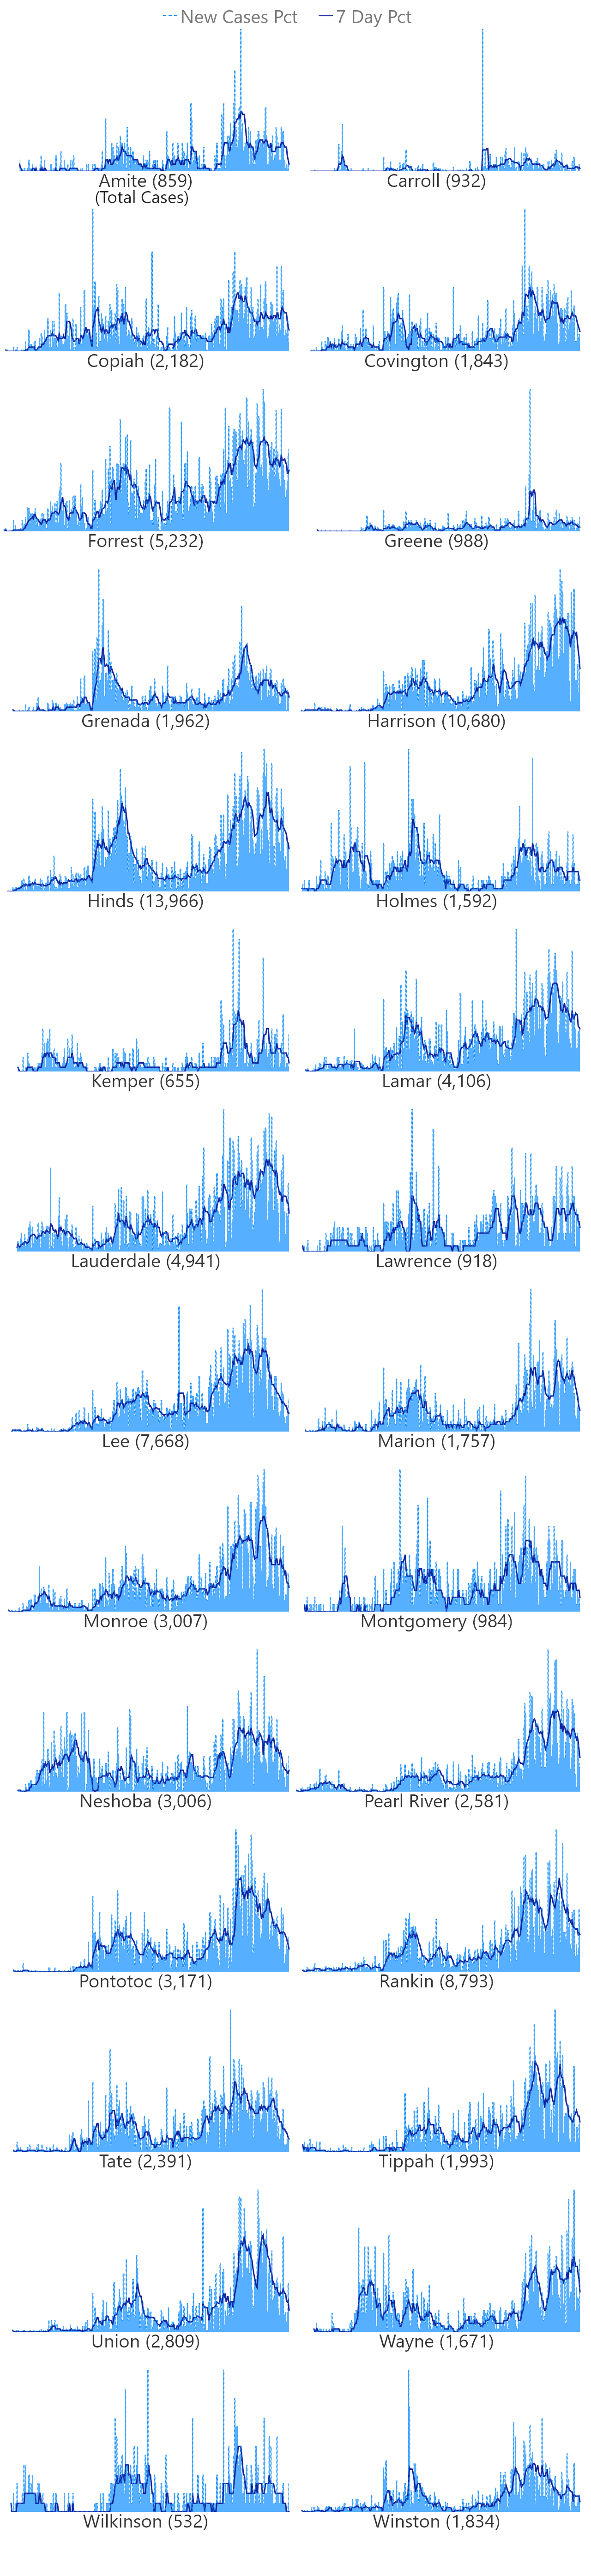 New Cases Pct 7 Day Pct
Amite (859) Carroll (932)
(Total Cases)
Copiah (2,182) Covington (1,843)
Forrest (5,232) Greene (988)
Grenada (1,962) Harrison (10,680)
Hinds (13,966) Holmes (1,592)
Kemper (655) Lamar (4,106)
Lauderdale (4,941) Lawrence (918)
Lee (7,668) Marion (1,757)
Monroe (3,007) Montgomery (984)
Neshoba (3,006) Pearl River (2,581)
Pontotoc (3,171) Rankin (8,793)
Tate (2,391) Tippah (1,993)
Union (2,809) Wayne (1,671)
Wilkinson (532) Winston (1,834)